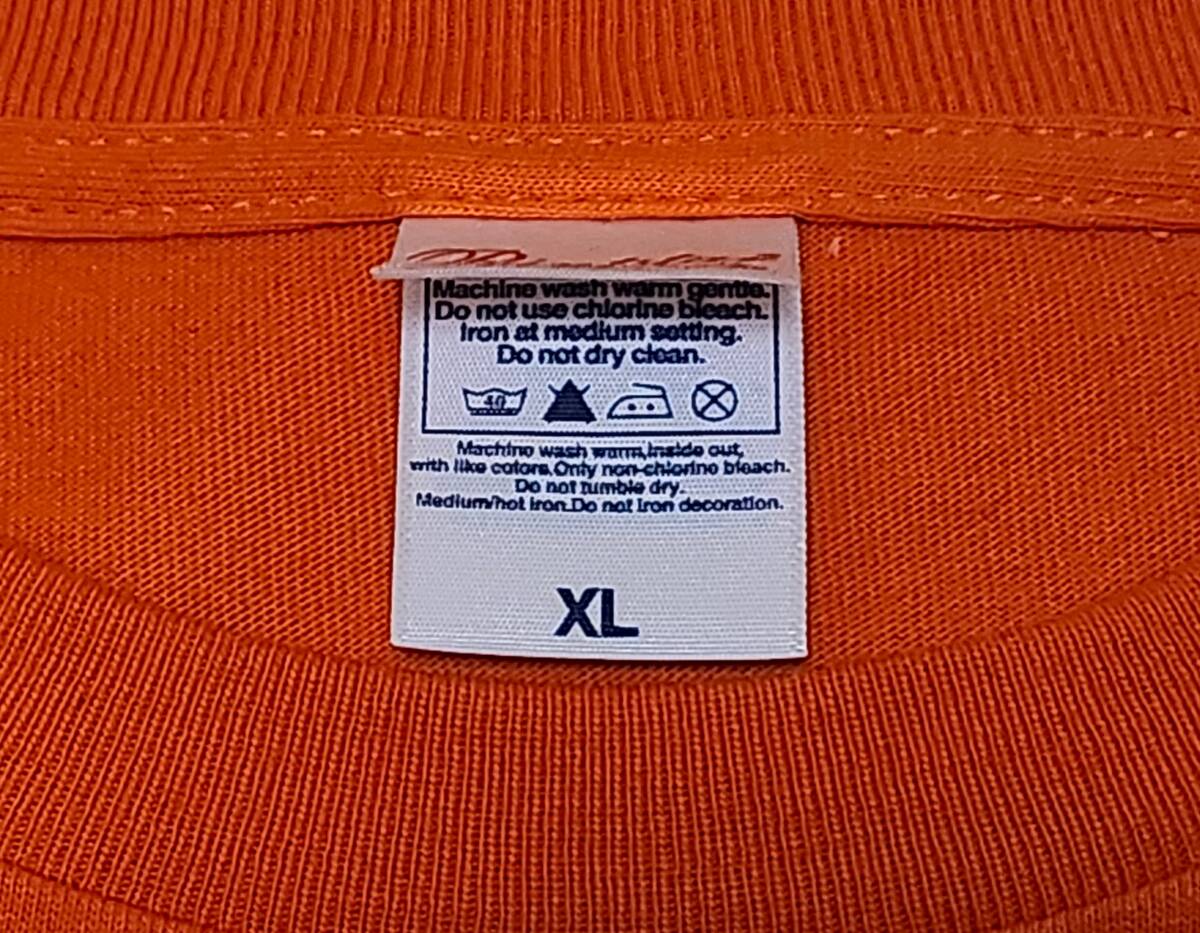 Machine wash warm gentle.
Do not use chlorine bleach.
Iron at medium setting.
Do not dry clean.
40
Machine wash warm,Inside out,
with like colors.Only non-chlorine bleach.
Do not tumble dry.
Medium/hot Iron.Do not Iron decoration.
XL